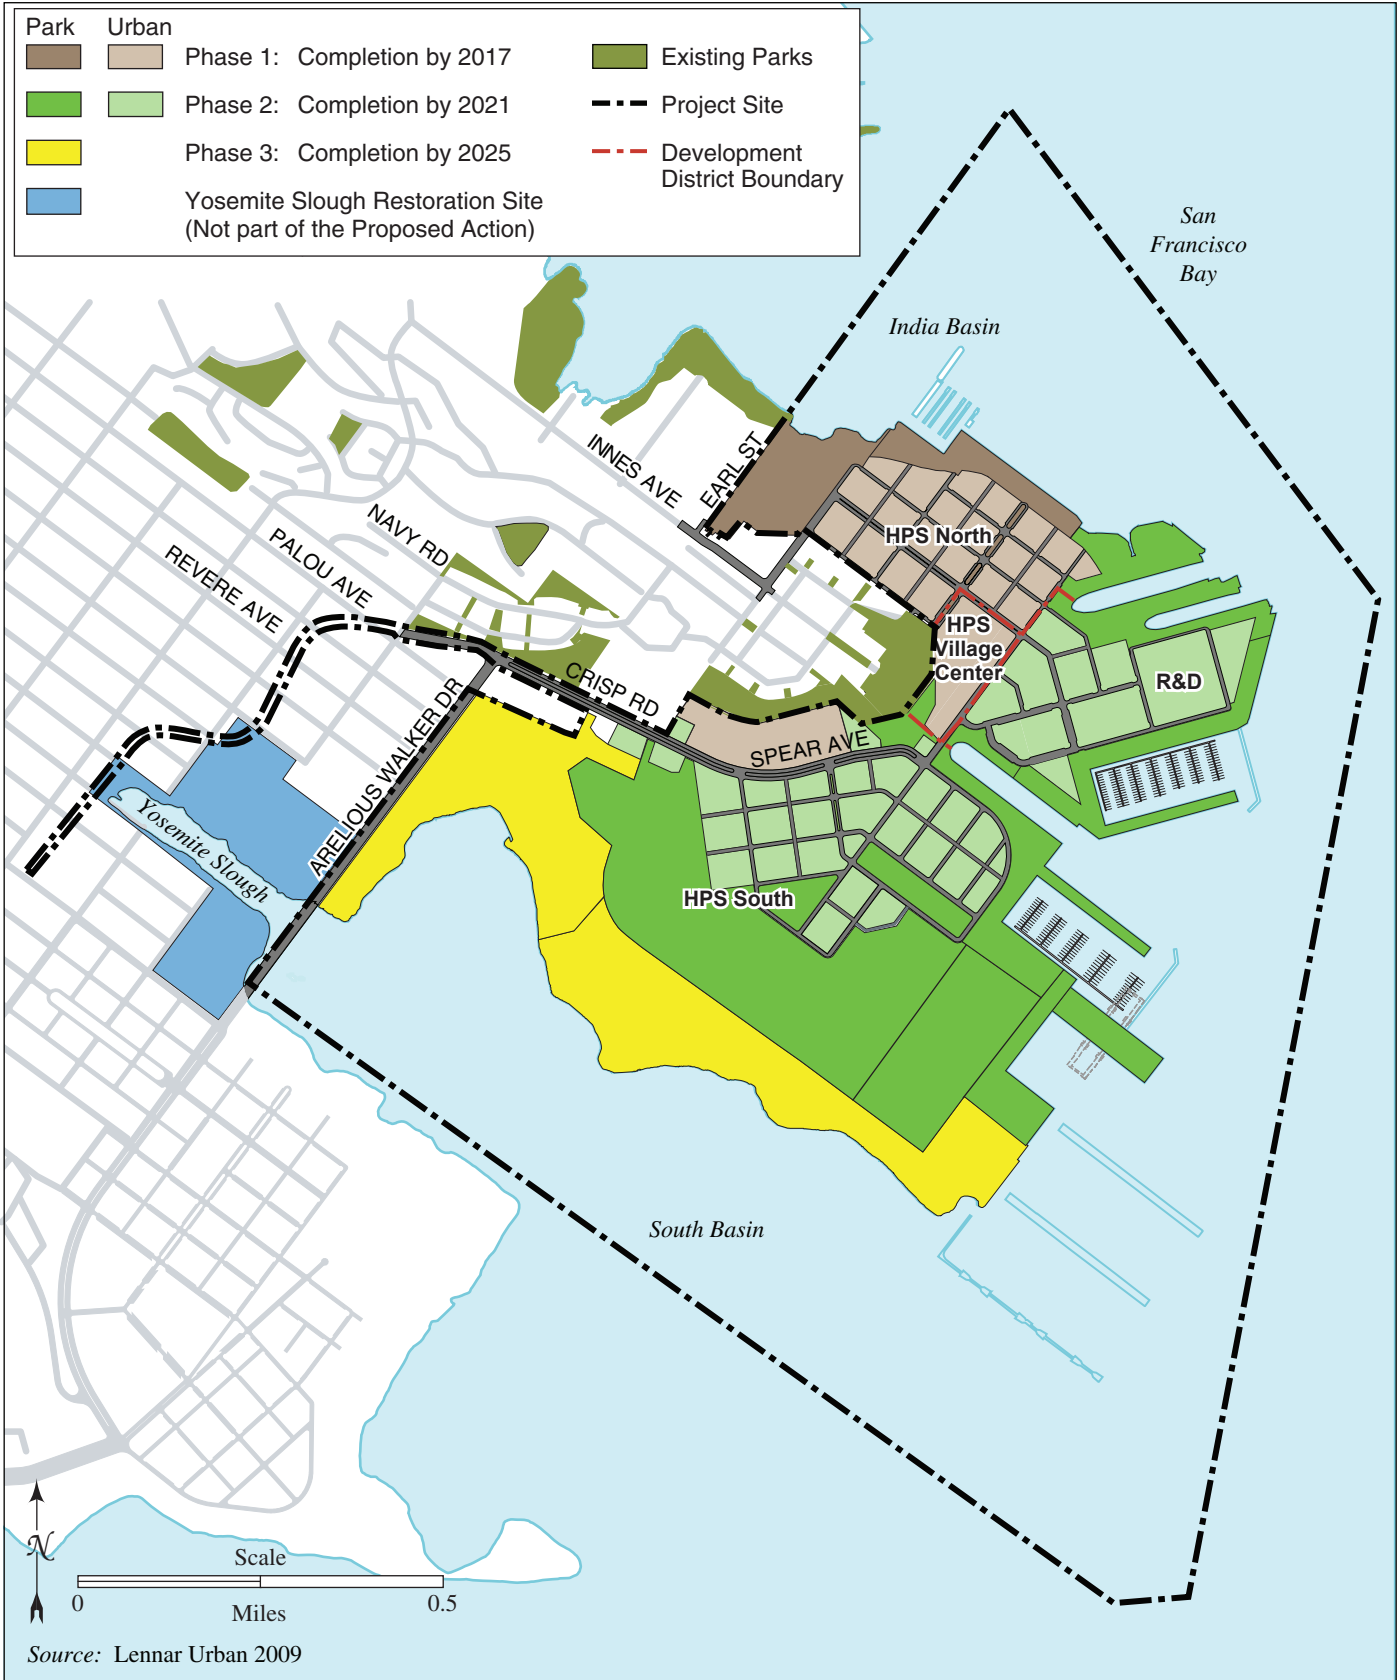 Park Urban
Phase 1: Completion by 2017
Phase 2: Completion by 2021
Phase 3: Completion by 2025
Yosemite Slough Restoration Site
(Not part of the Proposed Action)
Existing Parks
Project Site
Development
District Boundary
San
Francisco
Bay
India Basin
INNES AVE
EARL ST
NAVY RD
PALOU AVE
REVERE AVE
HPS North
HPS
Village
Center
R&D
CRISP RD
SPEAR AVE
ARELIOUS WALKER DR
Yosemite Slough
HPS South
South Basin
N
Scale
0 0.5
Miles
Source: Lennar Urban 2009